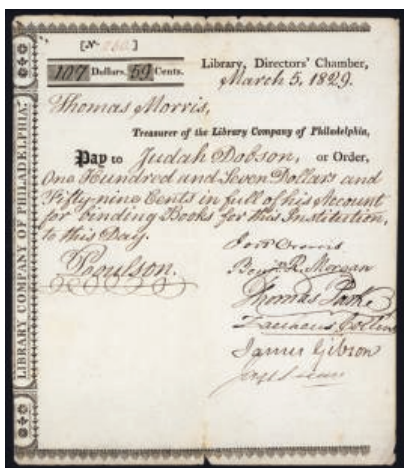 [No. 260.]
107 Dollars. 59 Cents.
Library, Directors' Chamber,
March 5, 1829.
Thomas Morris,
Treasurer of the Library Company of Philadelphia,
Pay to Judah Dobson, or Order,
One Hundred and Seven Dollars and
Fifty-nine Cents in full of his Account
for binding Books for this Institution,
to this Day.
Poulson.
Benj. R. Morgan
Thomas Parke
Zaccheus Collins
James Gibson
LIBRARY COMPANY OF PHILADELPHIA